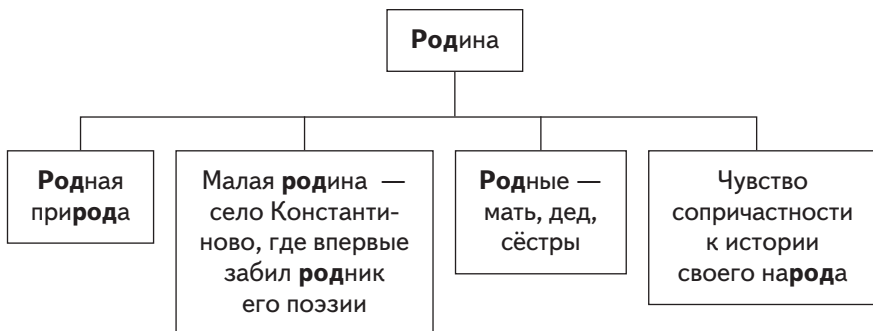 Родина
Родная
природа
Малая родина —
село Константи-
ново, где впервые
забил родник
его поэзии
Родные —
мать, дед,
сёстры
Чувство
сопричастности
к истории
своего народа